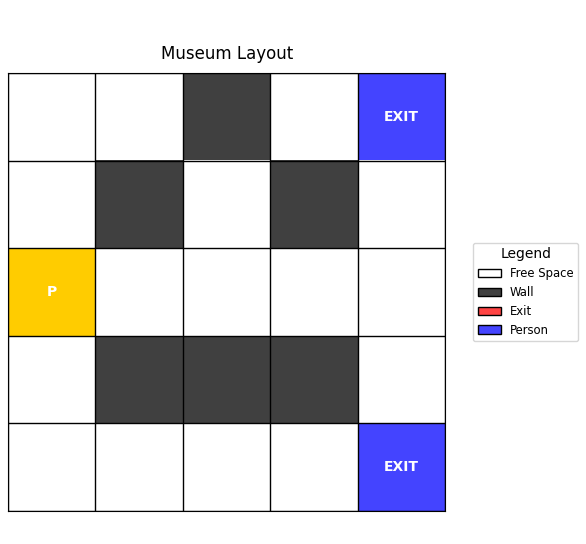 Museum Layout
EXIT
P
EXIT
Legend
Free Space
Wall
Exit
Person